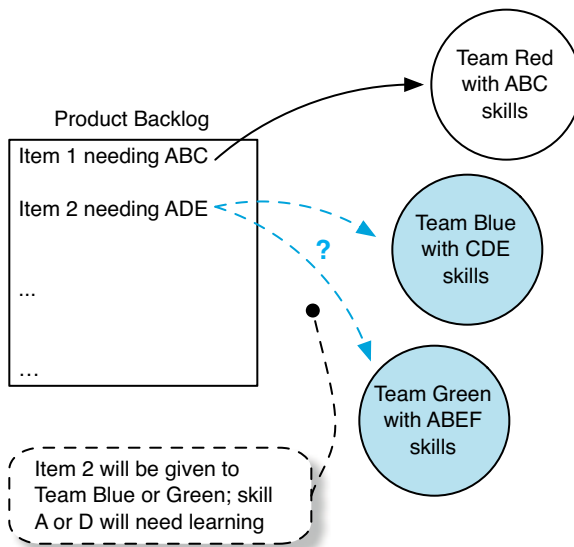 Team Red
with ABC
skills
Product Backlog
Item 1 needing ABC
Item 2 needing ADE
...
...
?
Team Blue
with CDE
skills
Team Green
with ABEF
skills
Item 2 will be given to
Team Blue or Green; skill
A or D will need learning